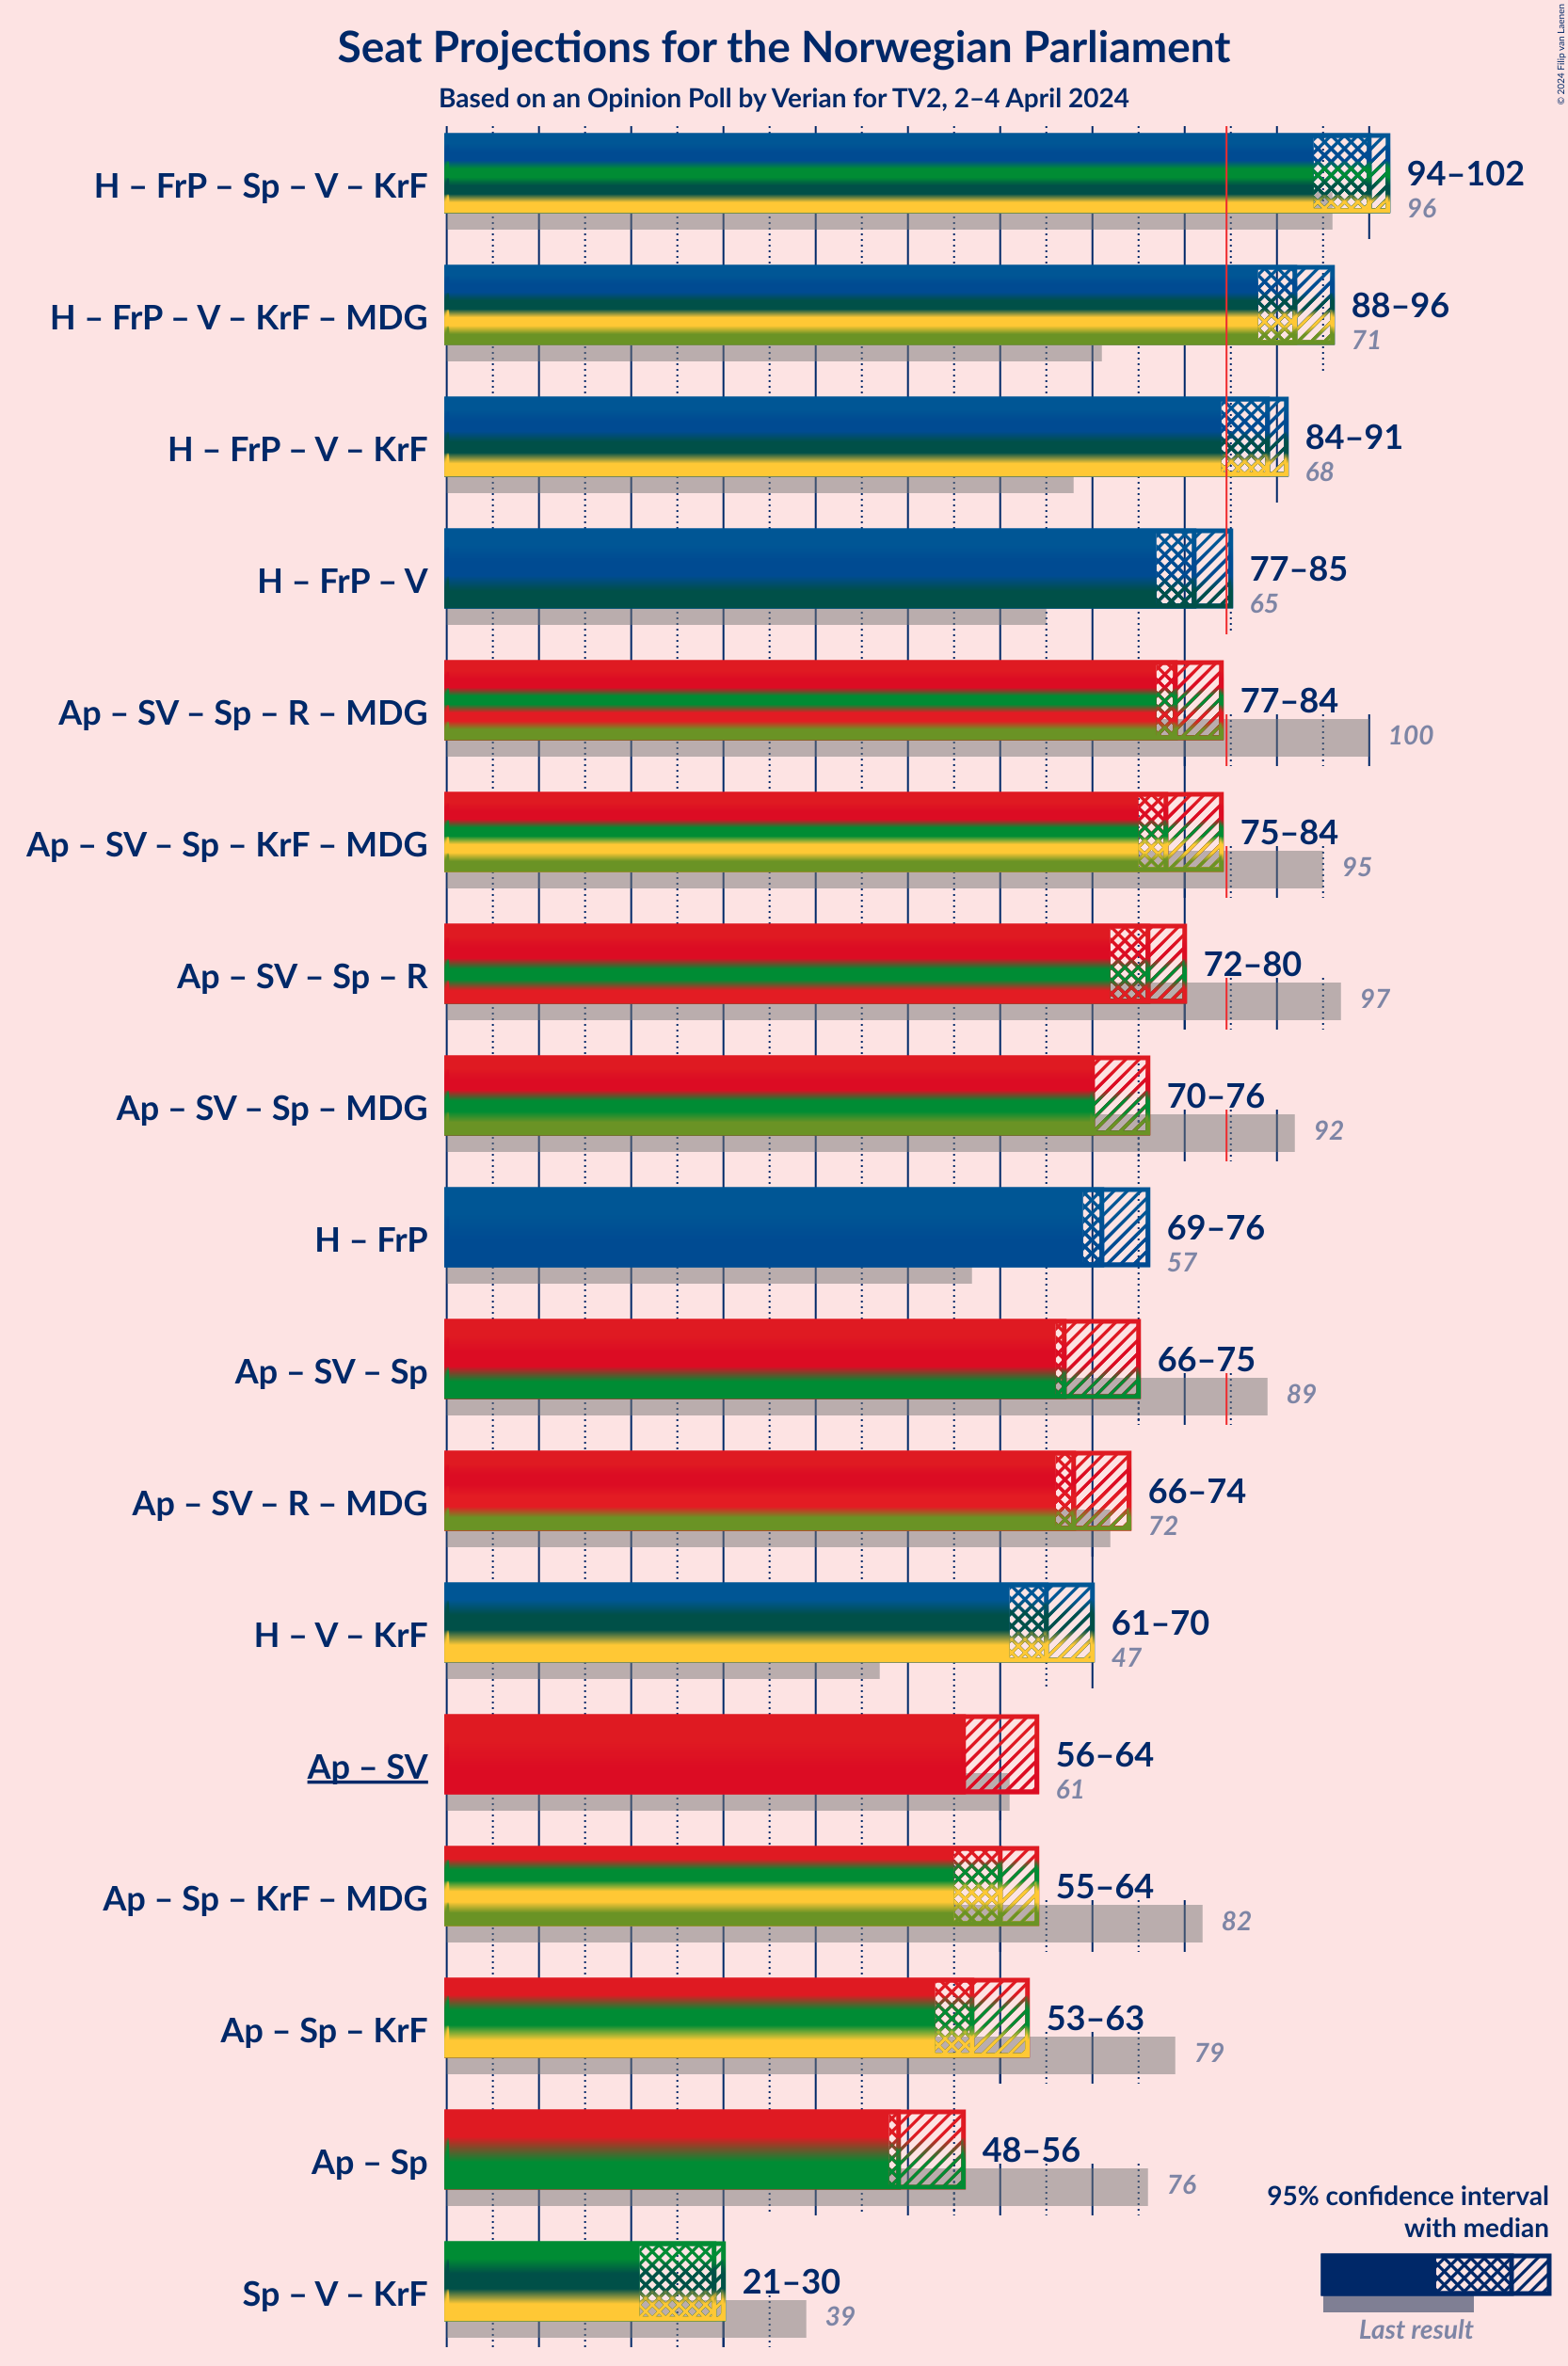 Seat Projections for the Norwegian Parliament
Based on an Opinion Poll by Verian for TV2, 2–4 April 2024
© 2024 Filip van Laenen
H – FrP – Sp – V – KrF
94–102
96
H – FrP – V – KrF – MDG
88–96
71
H – FrP – V – KrF
84–91
68
H – FrP – V
77–85
65
Ap – SV – Sp – R – MDG
77–84
100
Ap – SV – Sp – KrF – MDG
75–84
95
Ap – SV – Sp – R
72–80
97
Ap – SV – Sp – MDG
70–76
92
H – FrP
69–76
57
Ap – SV – Sp
66–75
89
Ap – SV – R – MDG
66–74
72
H – V – KrF
61–70
47
Ap – SV
56–64
61
Ap – Sp – KrF – MDG
55–64
82
Ap – Sp – KrF
53–63
79
Ap – Sp
48–56
76
Sp – V – KrF
21–30
39
95% confidence interval
with median
Last result